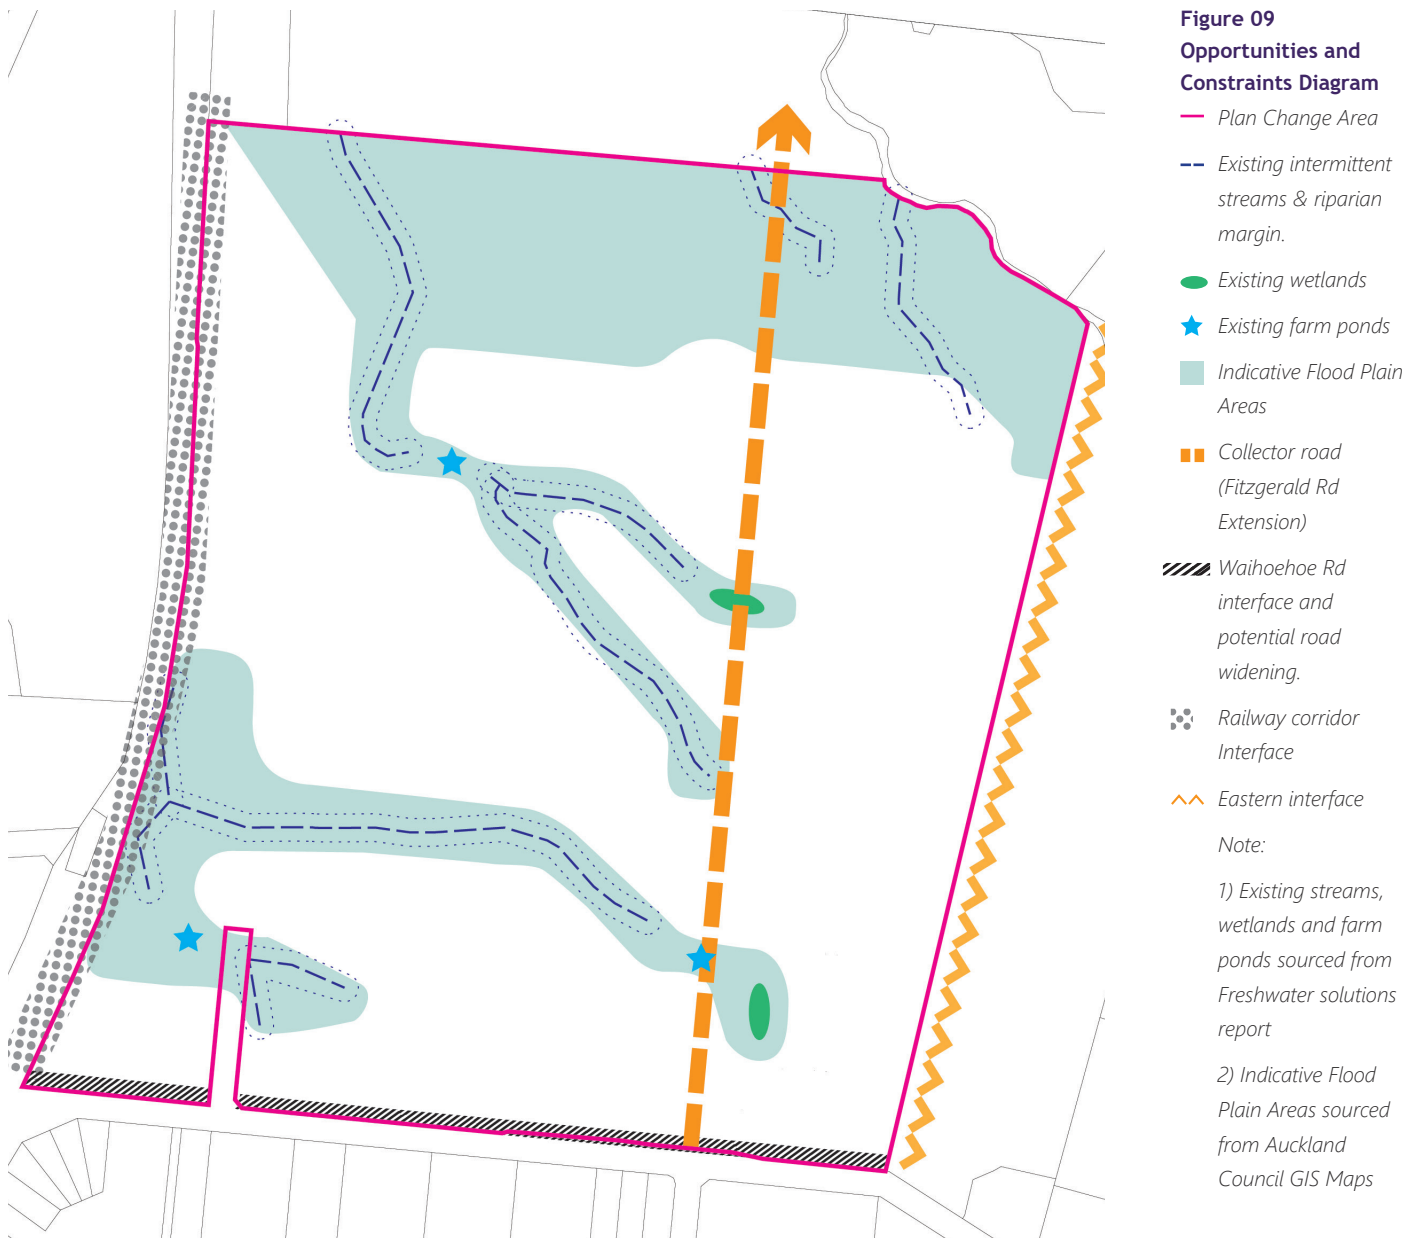 Figure 09
Opportunities and
Constraints Diagram
Plan Change Area
Existing intermittent
streams & riparian
margin.
Existing wetlands
Existing farm ponds
Indicative Flood Plain
Areas
Collector road
(Fitzgerald Rd
Extension)
Waihoehoe Rd
interface and
potential road
widening.
Railway corridor
Interface
Eastern interface
Note:
1) Existing streams,
wetlands and farm
ponds sourced from
Freshwater solutions
report
2) Indicative Flood
Plain Areas sourced
from Auckland
Council GIS Maps